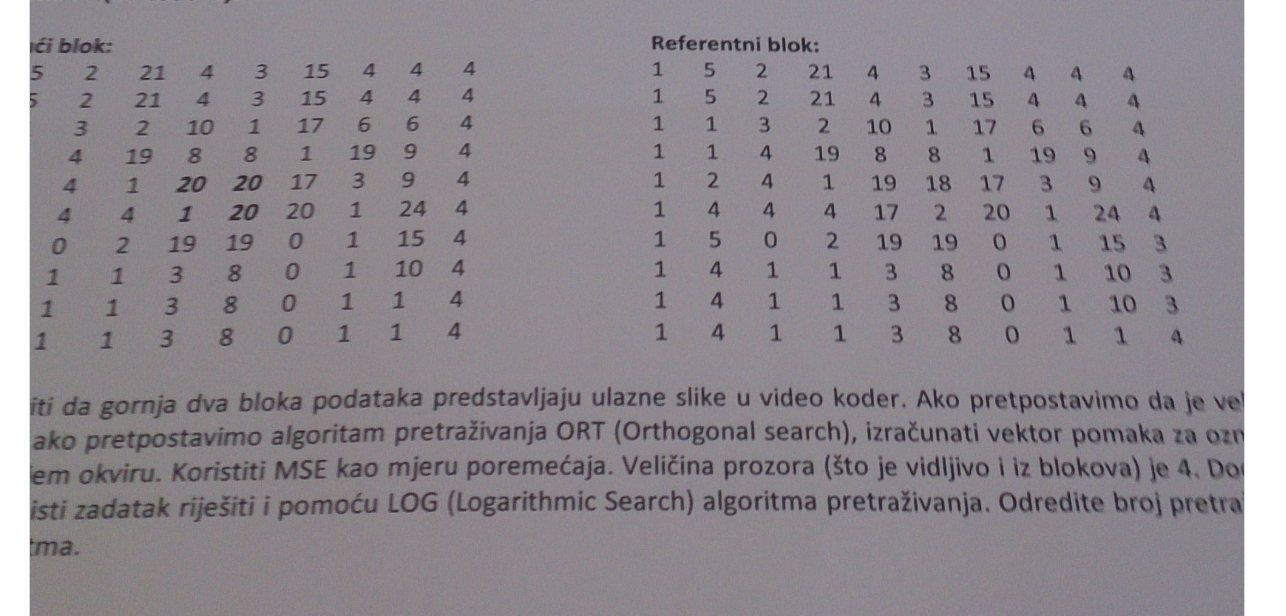 ći blok: Referentni blok:
5 2 21 4 3 15 4 4 4 1 5 2 21 4 3 15 4 4 4
5 2 21 4 3 15 4 4 4 1 5 2 21 4 3 15 4 4 4
3 2 10 1 17 6 6 4 1 1 3 2 10 1 17 6 6 4
4 19 8 8 1 19 9 4 1 1 4 19 8 8 1 19 9 4
4 1 20 20 17 3 9 4 1 2 4 1 19 18 17 3 9 4
4 4 1 20 20 1 24 4 1 4 4 4 17 2 20 1 24 4
0 2 19 19 0 1 15 4 1 5 0 2 19 19 0 1 15 3
1 1 3 8 0 1 10 4 1 4 1 1 3 8 0 1 10 3
1 1 3 8 0 1 1 4 1 4 1 1 3 8 0 1 10 3
1 1 3 8 0 1 1 4 1 4 1 1 3 8 0 1 1 4
iti da gornja dva bloka podataka predstavljaju ulazne slike u video koder. Ako pretpostavimo da je ve
ako pretpostavimo algoritam pretraživanja ORT (Orthogonal search), izračunati vektor pomaka za ozn
em okviru. Koristiti MSE kao mjeru poremećaja. Veličina prozora (što je vidljivo i iz blokova) je 4. Do
isti zadatak riješiti i pomoću LOG (Logarithmic Search) algoritma pretraživanja. Odredite broj pretra
tma.